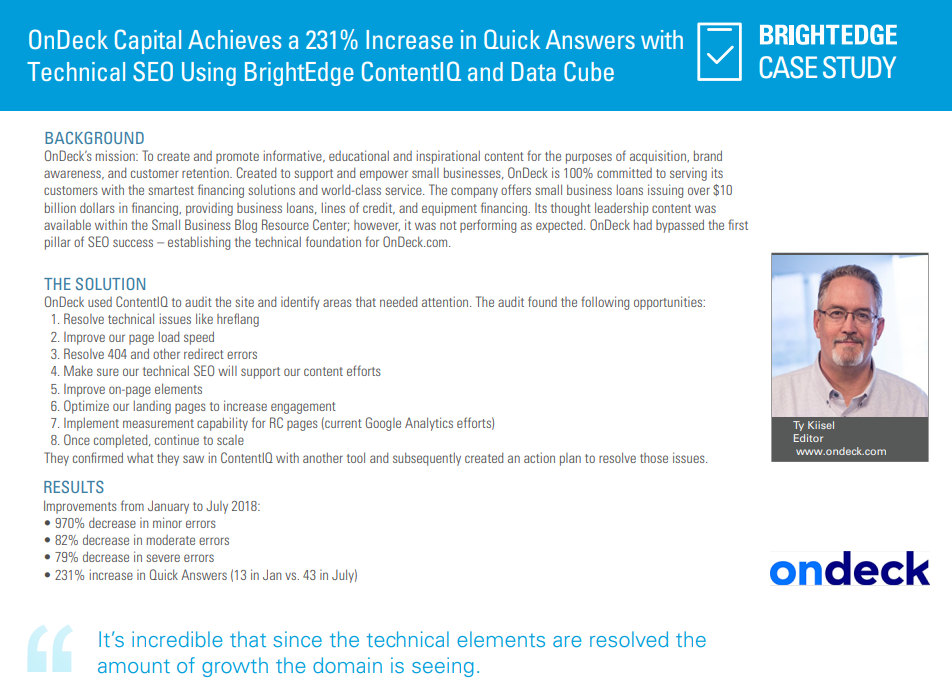 OnDeck Capital Achieves a 231% Increase in Quick Answers with
Technical SEO Using BrightEdge ContentIQ and Data Cube
BRIGHTEDGE
CASE STUDY
BACKGROUND
OnDeck’s mission: To create and promote informative, educational and inspirational content for the purposes of acquisition, brand
awareness, and customer retention. Created to support and empower small businesses, OnDeck is 100% committed to serving its
customers with the smartest financing solutions and world-class service. The company offers small business loans issuing over $10
billion dollars in financing, providing business loans, lines of credit, and equipment financing. Its thought leadership content was
available within the Small Business Blog Resource Center; however, it was not performing as expected. OnDeck had bypassed the first
pillar of SEO success – establishing the technical foundation for OnDeck.com.
THE SOLUTION
OnDeck used ContentIQ to audit the site and identify areas that needed attention. The audit found the following opportunities:
1. Resolve technical issues like hreflang
2. Improve our page load speed
3. Resolve 404 and other redirect errors
4. Make sure our technical SEO will support our content efforts
5. Improve on-page elements
6. Optimize our landing pages to increase engagement
7. Implement measurement capability for RC pages (current Google Analytics efforts)
8. Once completed, continue to scale
They confirmed what they saw in ContentIQ with another tool and subsequently created an action plan to resolve those issues.
Ty Kiisel
Editor
www.ondeck.com
RESULTS
Improvements from January to July 2018:
• 970% decrease in minor errors
• 82% decrease in moderate errors
• 79% decrease in severe errors
• 231% increase in Quick Answers (13 in Jan vs. 43 in July)
ondeck
“
It’s incredible that since the technical elements are resolved the
amount of growth the domain is seeing.